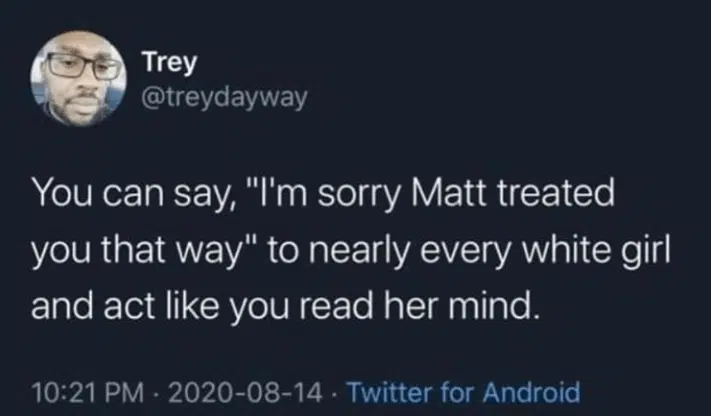 Trey
@treydayway
You can say, "I'm sorry Matt treated
you that way" to nearly every white girl
and act like you read her mind.
10:21 PM · 2020-08-14 · Twitter for Android